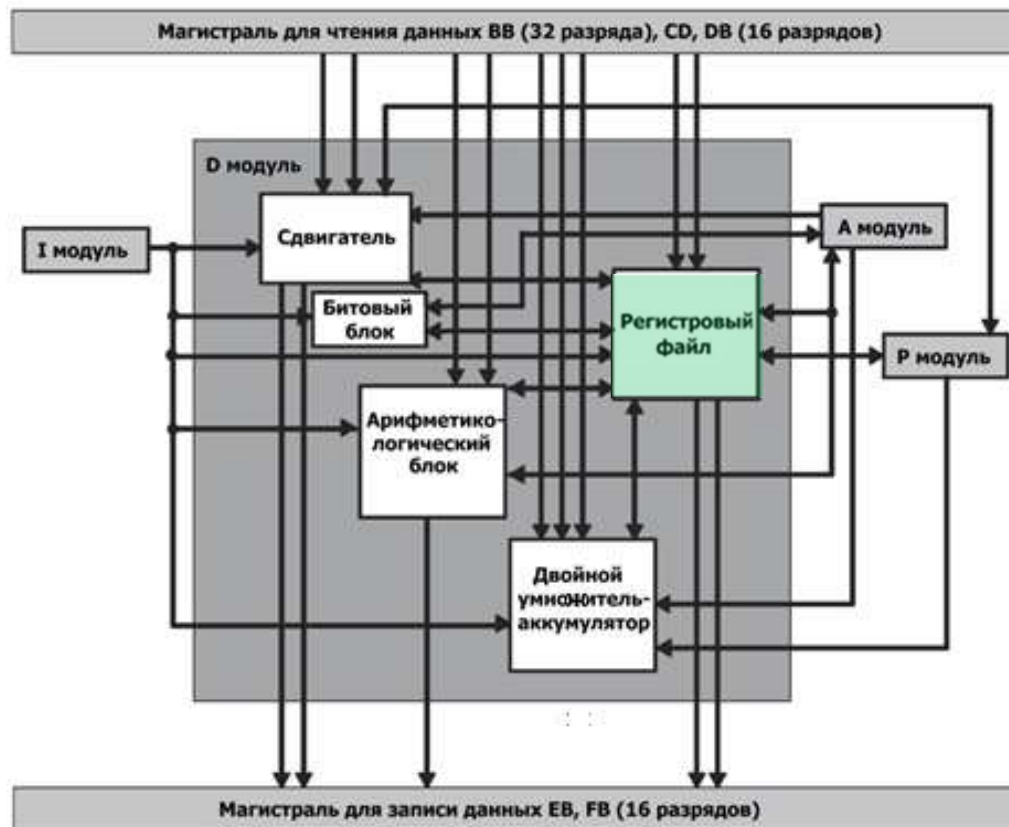 Магистраль для чтения данных BB (32 разряда), CD, DB (16 разрядов)
D модуль
Сдвигатель
А модуль
I модуль
Битовый
блок
Регистровый
файл
P модуль
Арифметико-
логический
блок
Двойной
умножитель-
аккумулятор
Магистраль для записи данных EB, FB (16 разрядов)